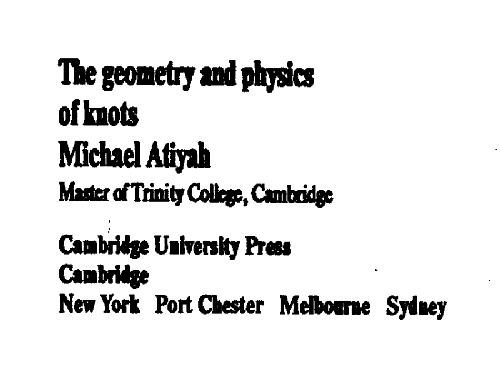 The geometry and physics
of knots
Michael Atiyah
Master of Trinity College, Cambridge
Cambridge University Press
Cambridge
New York Port Chester Melbourne Sydney